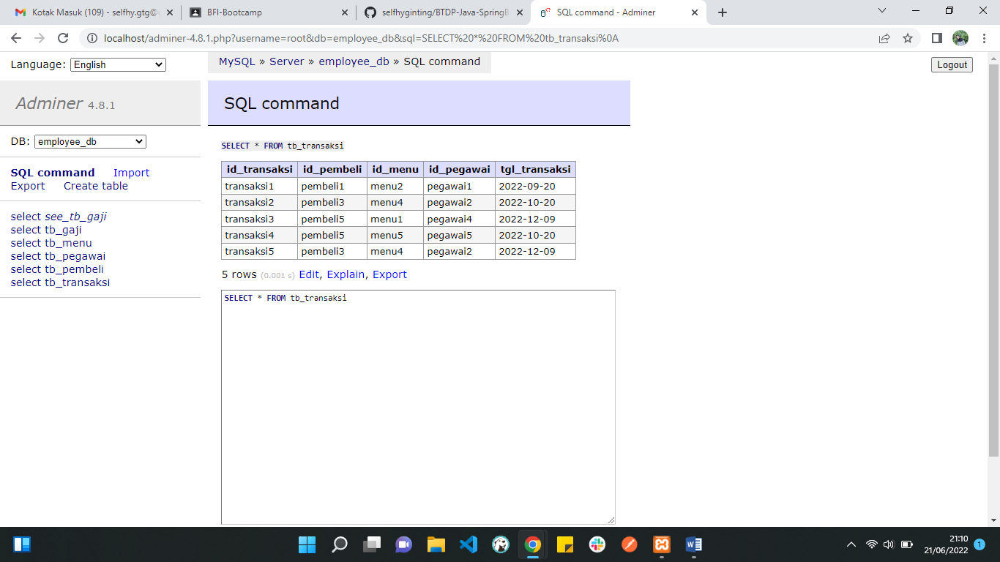 Kotak Masuk (109) - selfhy.gtg@g
BFI-Bootcamp
selfhyginting/BTDP-Java-SpringB
SQL command - Adminer
localhost/adminer-4.8.1.php?username=root&db=employee_db&sql=SELECT%20*%20FROM%20tb_transaksi%0A
Language: English
MySQL » Server » employee_db » SQL command
Logout
Adminer 4.8.1
SQL command
DB: employee_db
SQL command Import
Export Create table
select see_tb_gaji
select tb_gaji
select tb_menu
select tb_pegawai
select tb_pembeli
select tb_transaksi
SELECT * FROM tb_transaksi
id_transaksi id_pembeli id_menu id_pegawai tgl_transaksi
transaksi1 pembeli1 menu2 pegawai1 2022-09-20
transaksi2 pembeli3 menu4 pegawai2 2022-10-20
transaksi3 pembeli5 menu1 pegawai4 2022-12-09
transaksi4 pembeli5 menu5 pegawai5 2022-10-20
transaksi5 pembeli3 menu4 pegawai2 2022-12-09
5 rows (0.001 s) Edit, Explain, Export
SELECT * FROM tb_transaksi
21:10
21/06/2022
1